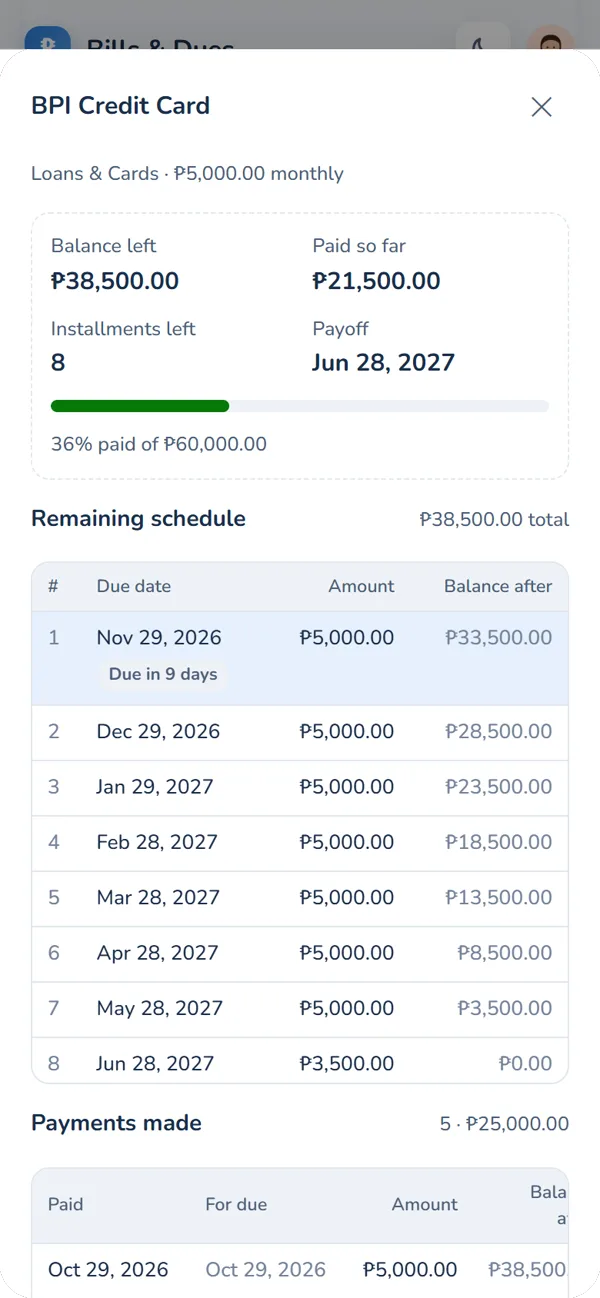 Bills & Dues
BPI Credit Card
Loans & Cards · ₱5,000.00 monthly
Balance left Paid so far
₱38,500.00 ₱21,500.00
Installments left Payoff
8 Jun 28, 2027
36% paid of ₱60,000.00
Remaining schedule ₱38,500.00 total
# Due date Amount Balance after
1 Nov 29, 2026 ₱5,000.00 ₱33,500.00
Due in 9 days
2 Dec 29, 2026 ₱5,000.00 ₱28,500.00
3 Jan 29, 2027 ₱5,000.00 ₱23,500.00
4 Feb 28, 2027 ₱5,000.00 ₱18,500.00
5 Mar 28, 2027 ₱5,000.00 ₱13,500.00
6 Apr 28, 2027 ₱5,000.00 ₱8,500.00
7 May 28, 2027 ₱5,000.00 ₱3,500.00
8 Jun 28, 2027 ₱3,500.00 ₱0.00
Payments made 5 · ₱25,000.00
Paid For due Amount Bala
a
Oct 29, 2026 Oct 29, 2026 ₱5,000.00 ₱38,500.